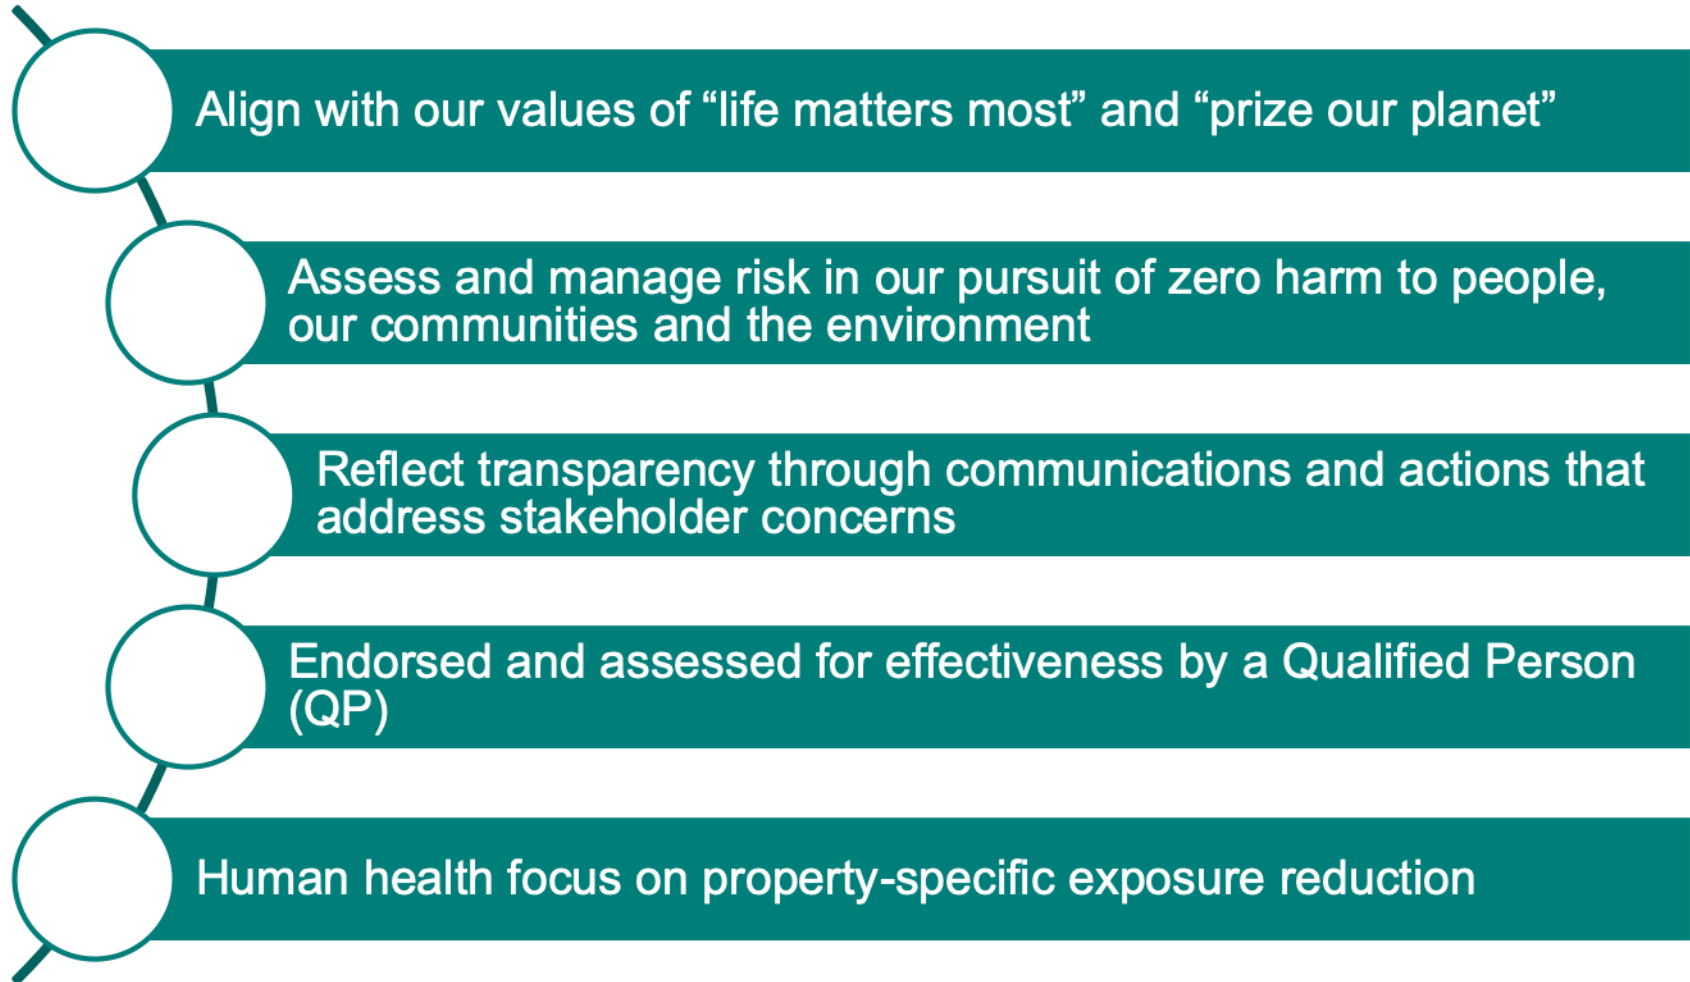 Align with our values of “life matters most” and “prize our planet”
Assess and manage risk in our pursuit of zero harm to people,
our communities and the environment
Reflect transparency through communications and actions that
address stakeholder concerns
Endorsed and assessed for effectiveness by a Qualified Person
(QP)
Human health focus on property-specific exposure reduction